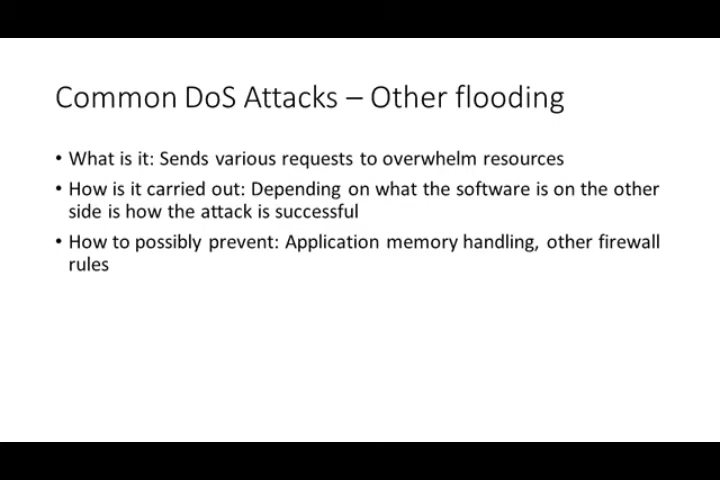 Common DoS Attacks – Other flooding
• What is it: Sends various requests to overwhelm resources
• How is it carried out: Depending on what the software is on the other
side is how the attack is successful
• How to possibly prevent: Application memory handling, other firewall
rules